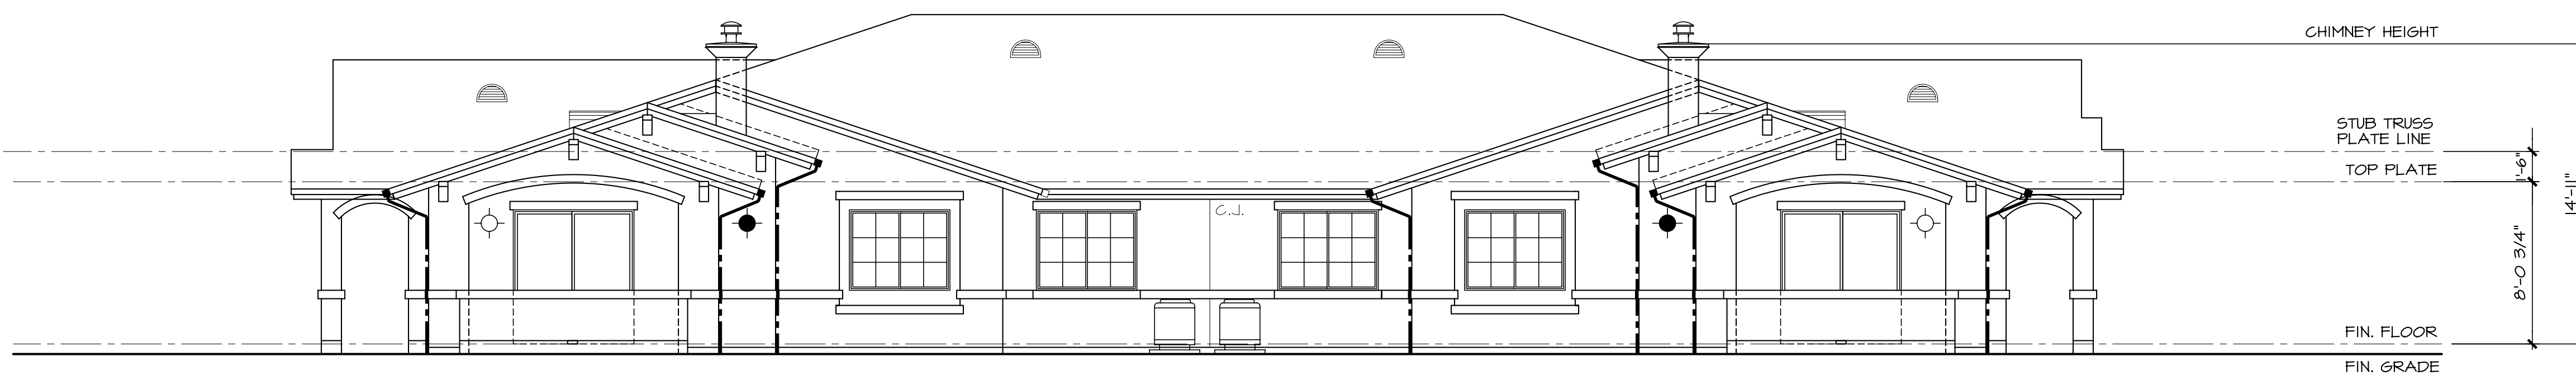 CHIMNEY HEIGHT
STUB TRUSS
PLATE LINE
TOP PLATE
1'-6"
14'-11"
C.J.
8'-0 3/4"
FIN. FLOOR
FIN. GRADE